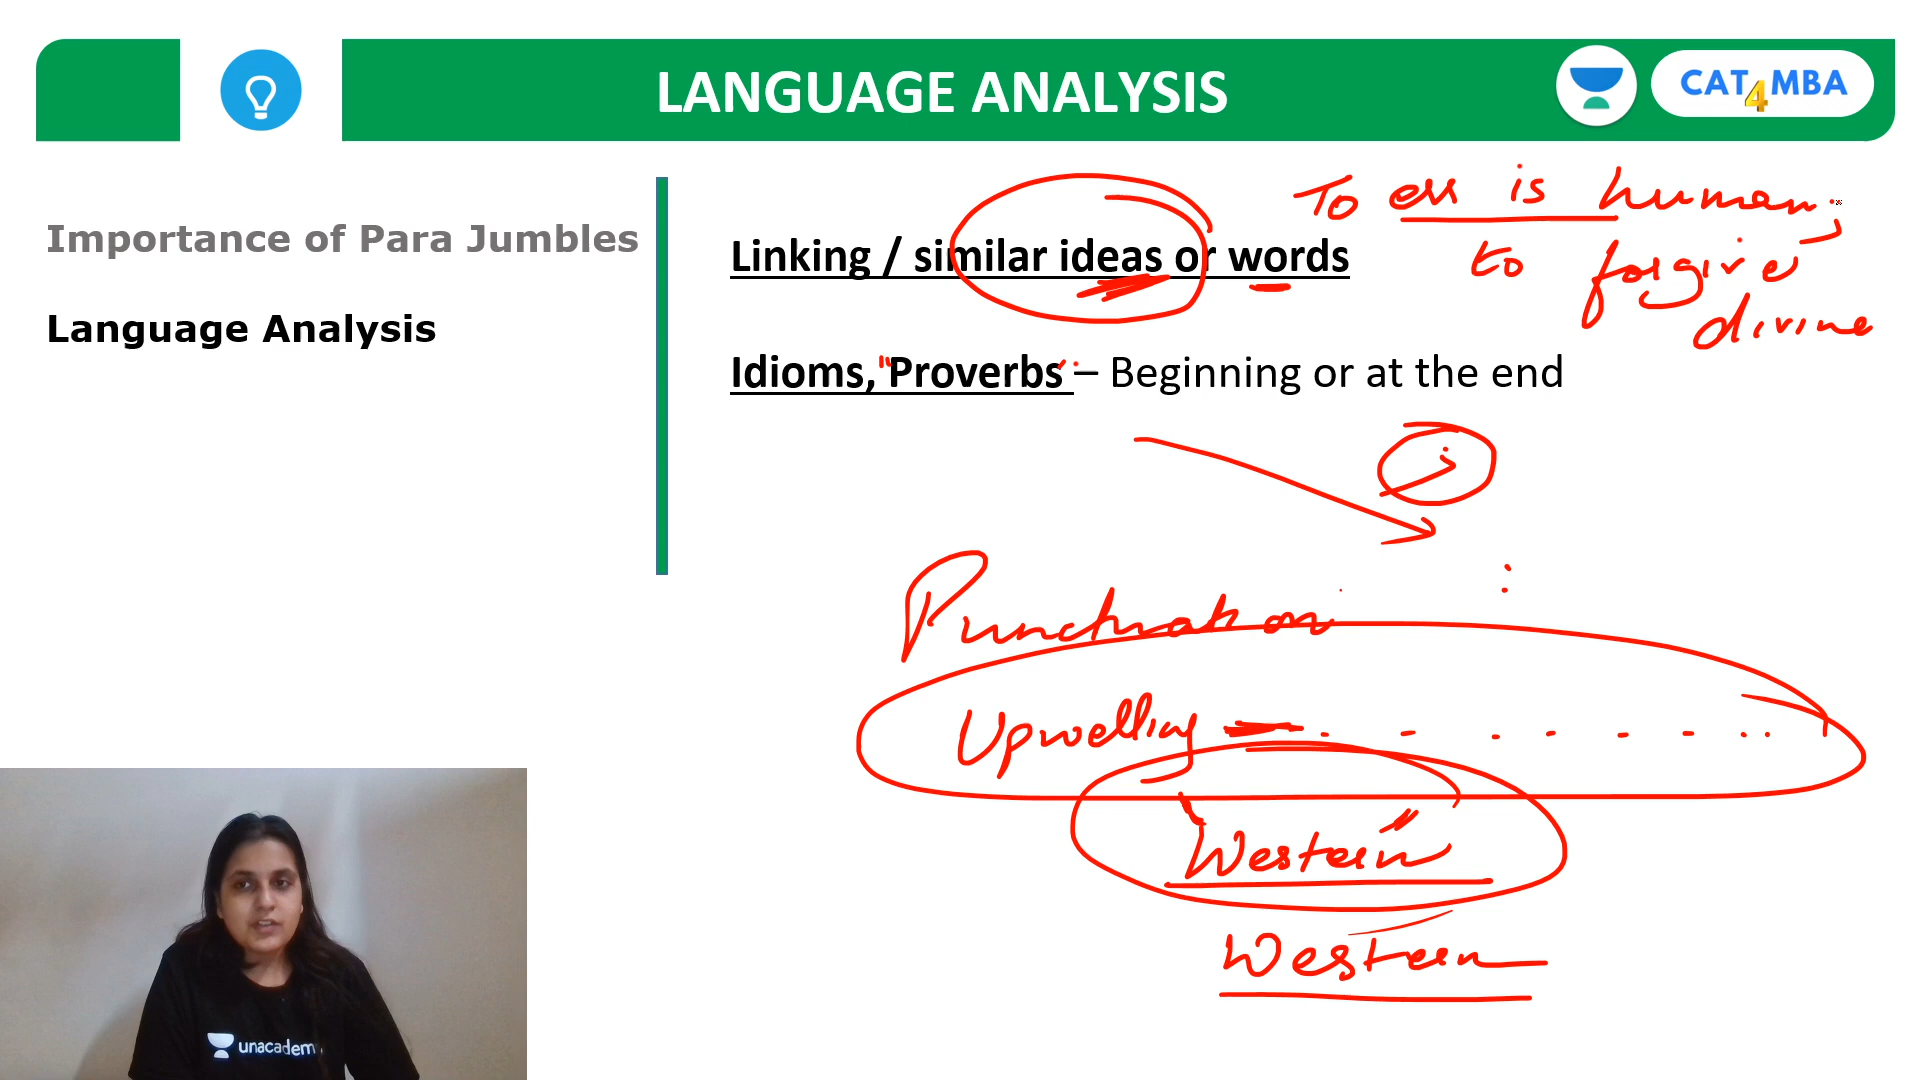 LANGUAGE ANALYSIS
CAT4MBA
Importance of Para Jumbles
Language Analysis
Linking / similar ideas or words
To err is human;
to forgive
divine
Idioms, "Proverbs" – Beginning or at the end
;
:
Punctuation
Upwelling
Western
Western
unacadem